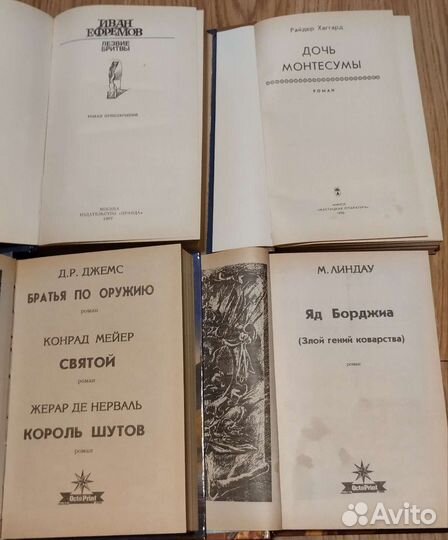 ИВАН
ЕФРЕМОВ
ЛЕЗВИЕ
БРИТВЫ
РОМАН ПРИКЛЮЧЕНИЙ
МОСКВА
ИЗДАТЕЛЬСТВО «ПРАВДА»
Райдер Хаггард
ДОЧЬ
МОНТЕСУМЫ
РОМАН
МИНСК
Д.Р. ДЖЕМС
БРАТЬЯ ПО ОРУЖИЮ
роман
КОНРАД МЕЙЕР
СВЯТОЙ
роман
ЖЕРАР ДЕ НЕРВАЛЬ
КОРОЛЬ ШУТОВ
роман
OctoPrint
М. ЛИНДАУ
Яд Борджиа
(Злой гений коварства)
роман
OctoPrint
Avito